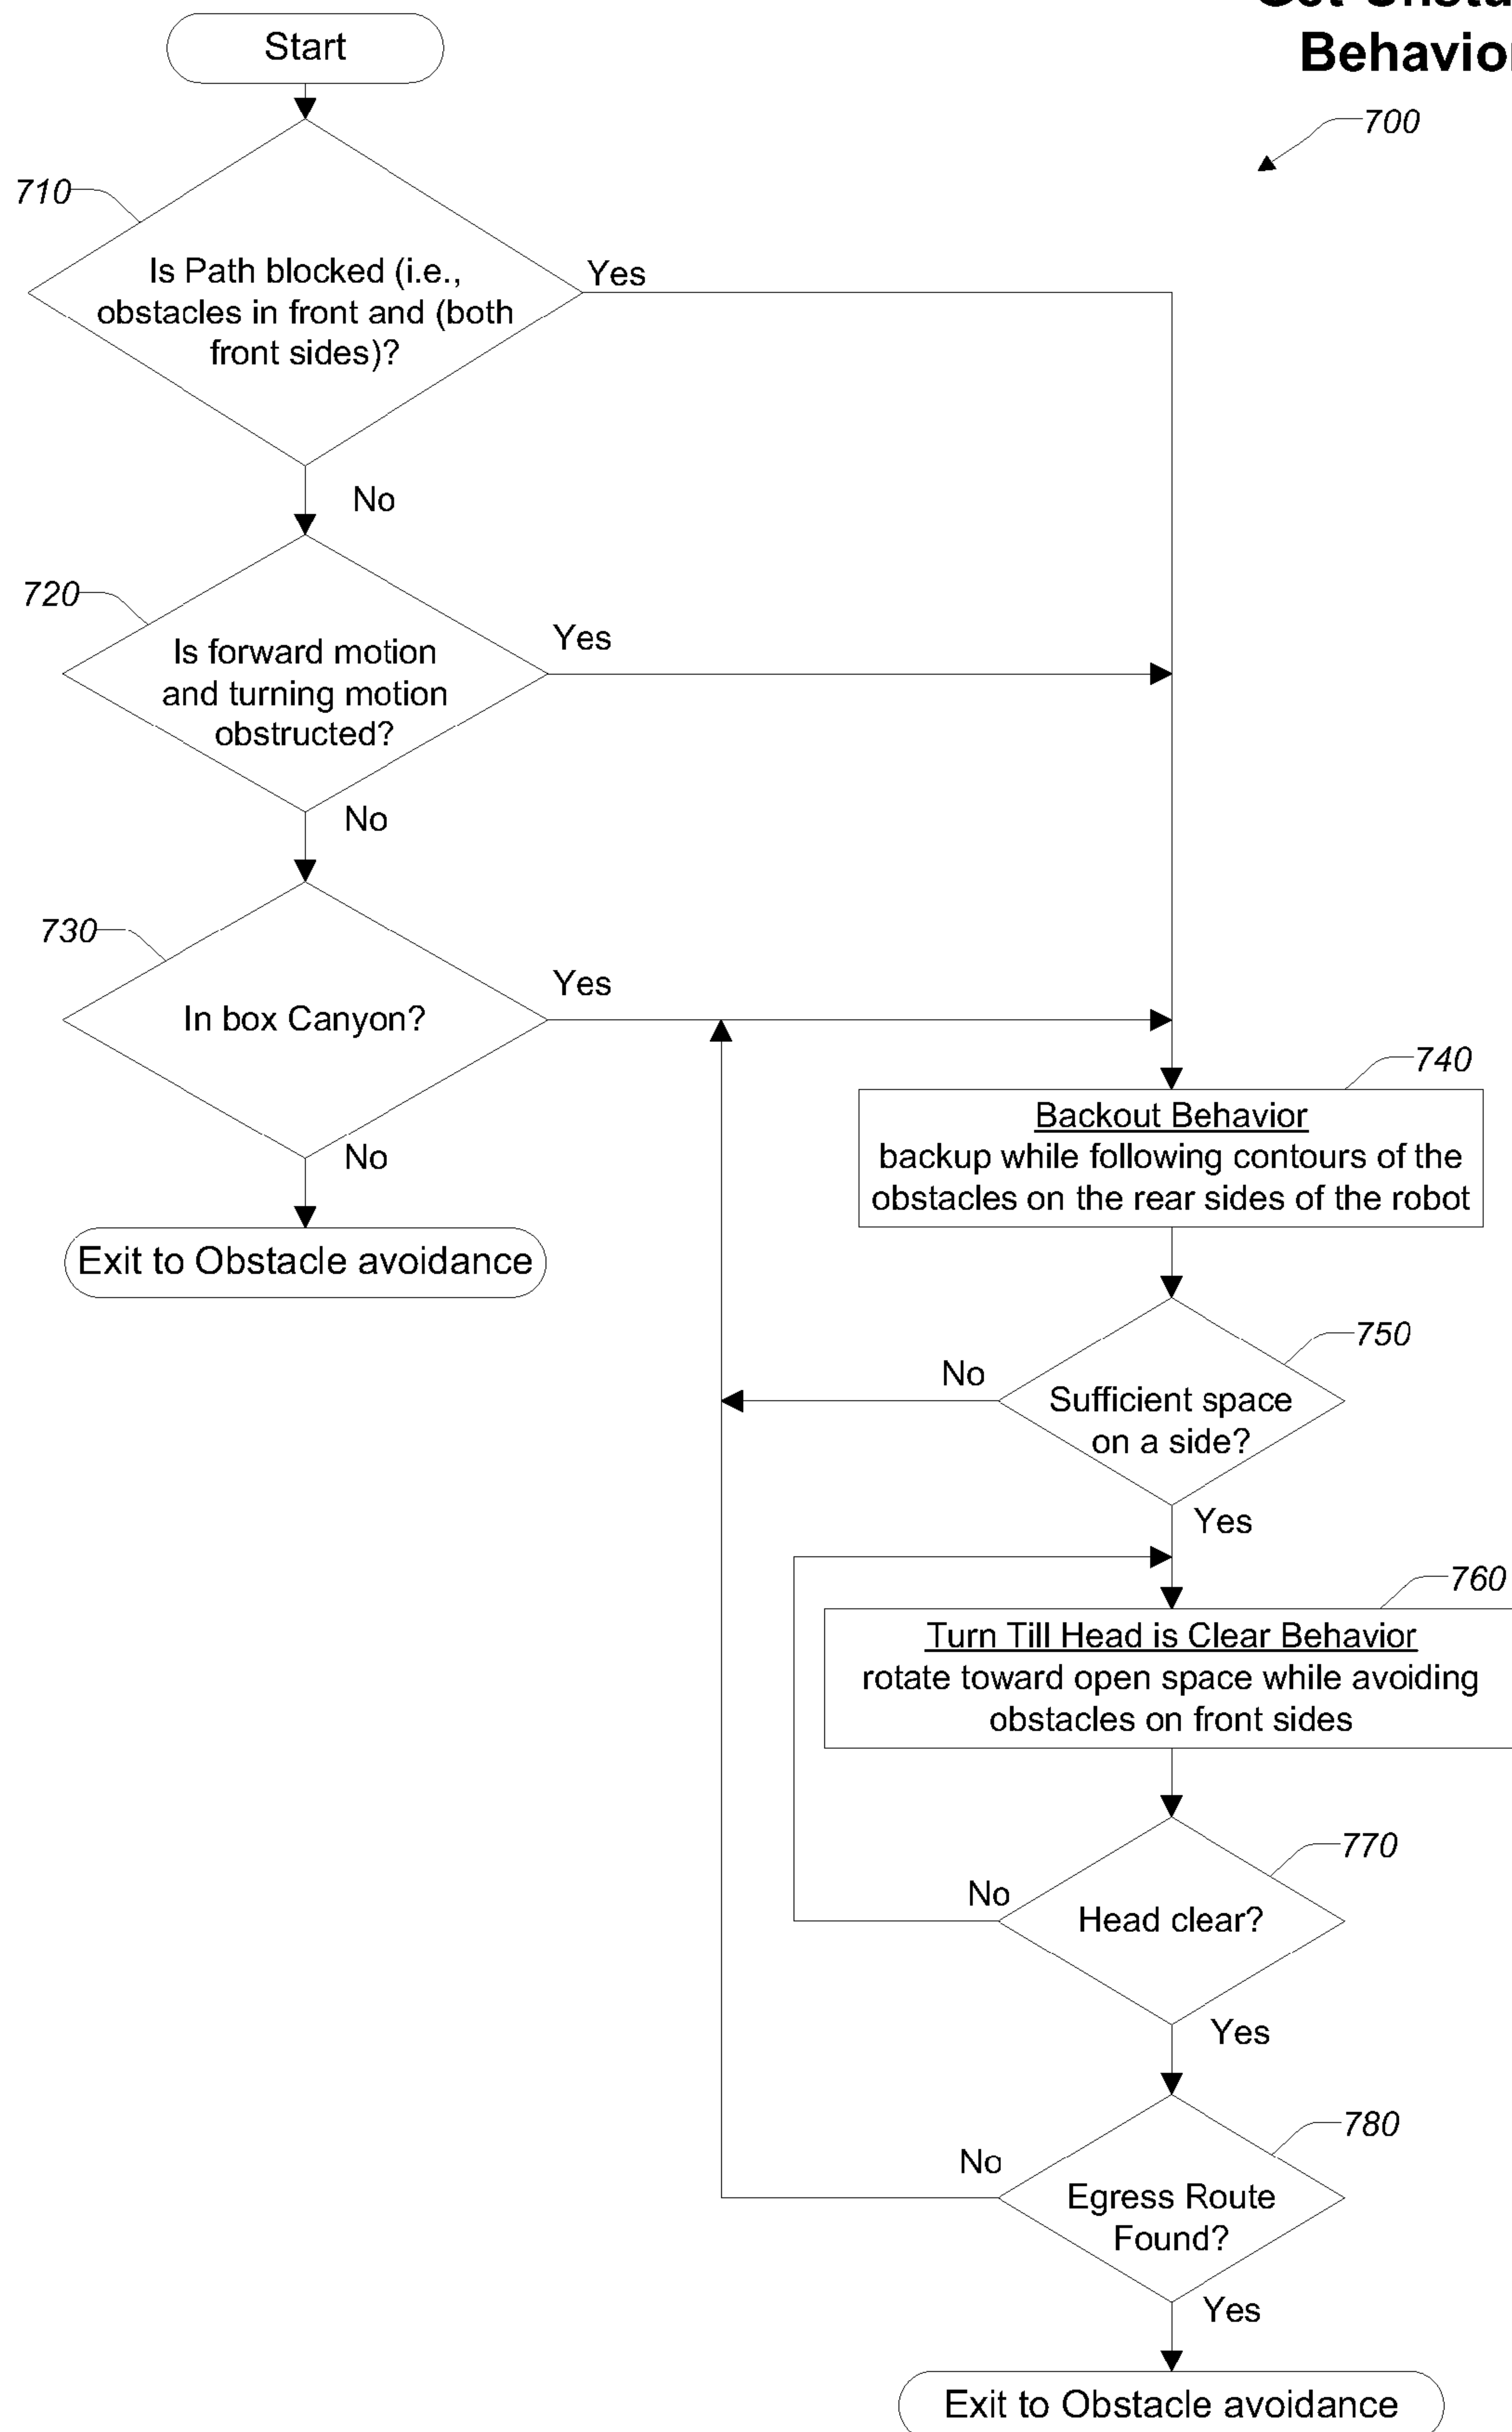 Behavior
Start
700
710
Is Path blocked (i.e.,
obstacles in front and (both
front sides)?
Yes
No
720
Is forward motion
and turning motion
obstructed?
Yes
No
730
In box Canyon?
Yes
No
Exit to Obstacle avoidance
740
Backout Behavior
backup while following contours of the
obstacles on the rear sides of the robot
750
Sufficient space
on a side?
No
Yes
760
Turn Till Head is Clear Behavior
rotate toward open space while avoiding
obstacles on front sides
770
Head clear?
No
Yes
780
Egress Route
Found?
No
Yes
Exit to Obstacle avoidance